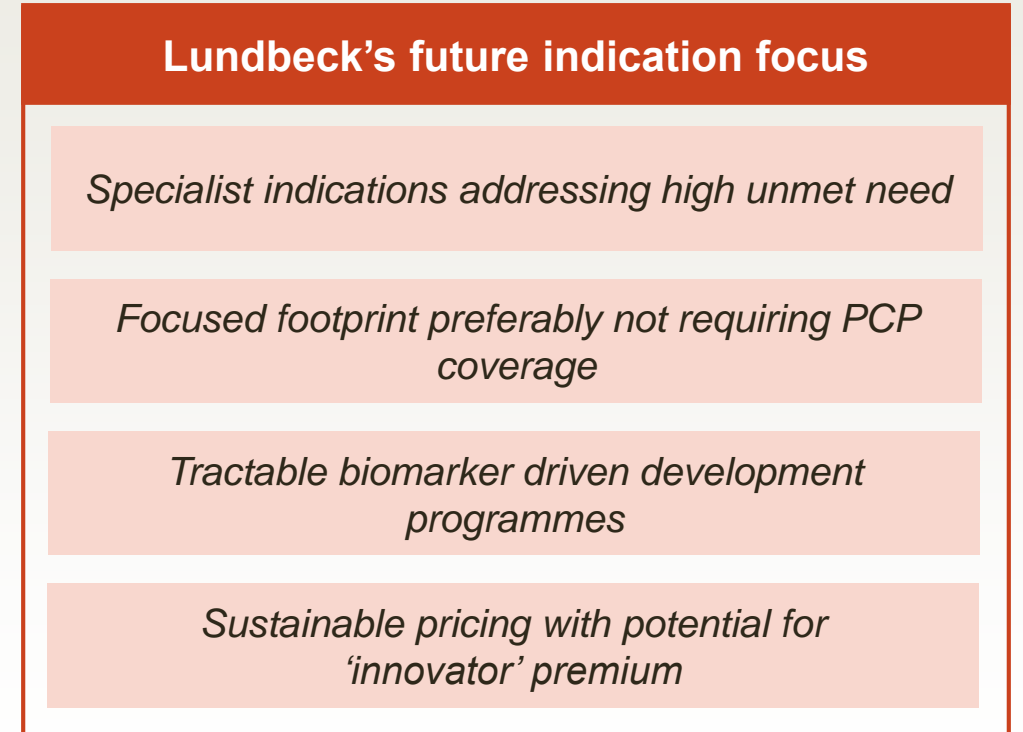 Lundbeck’s future indication focus
Specialist indications addressing high unmet need
Focused footprint preferably not requiring PCP
coverage
Tractable biomarker driven development
programmes
Sustainable pricing with potential for
‘innovator’ premium